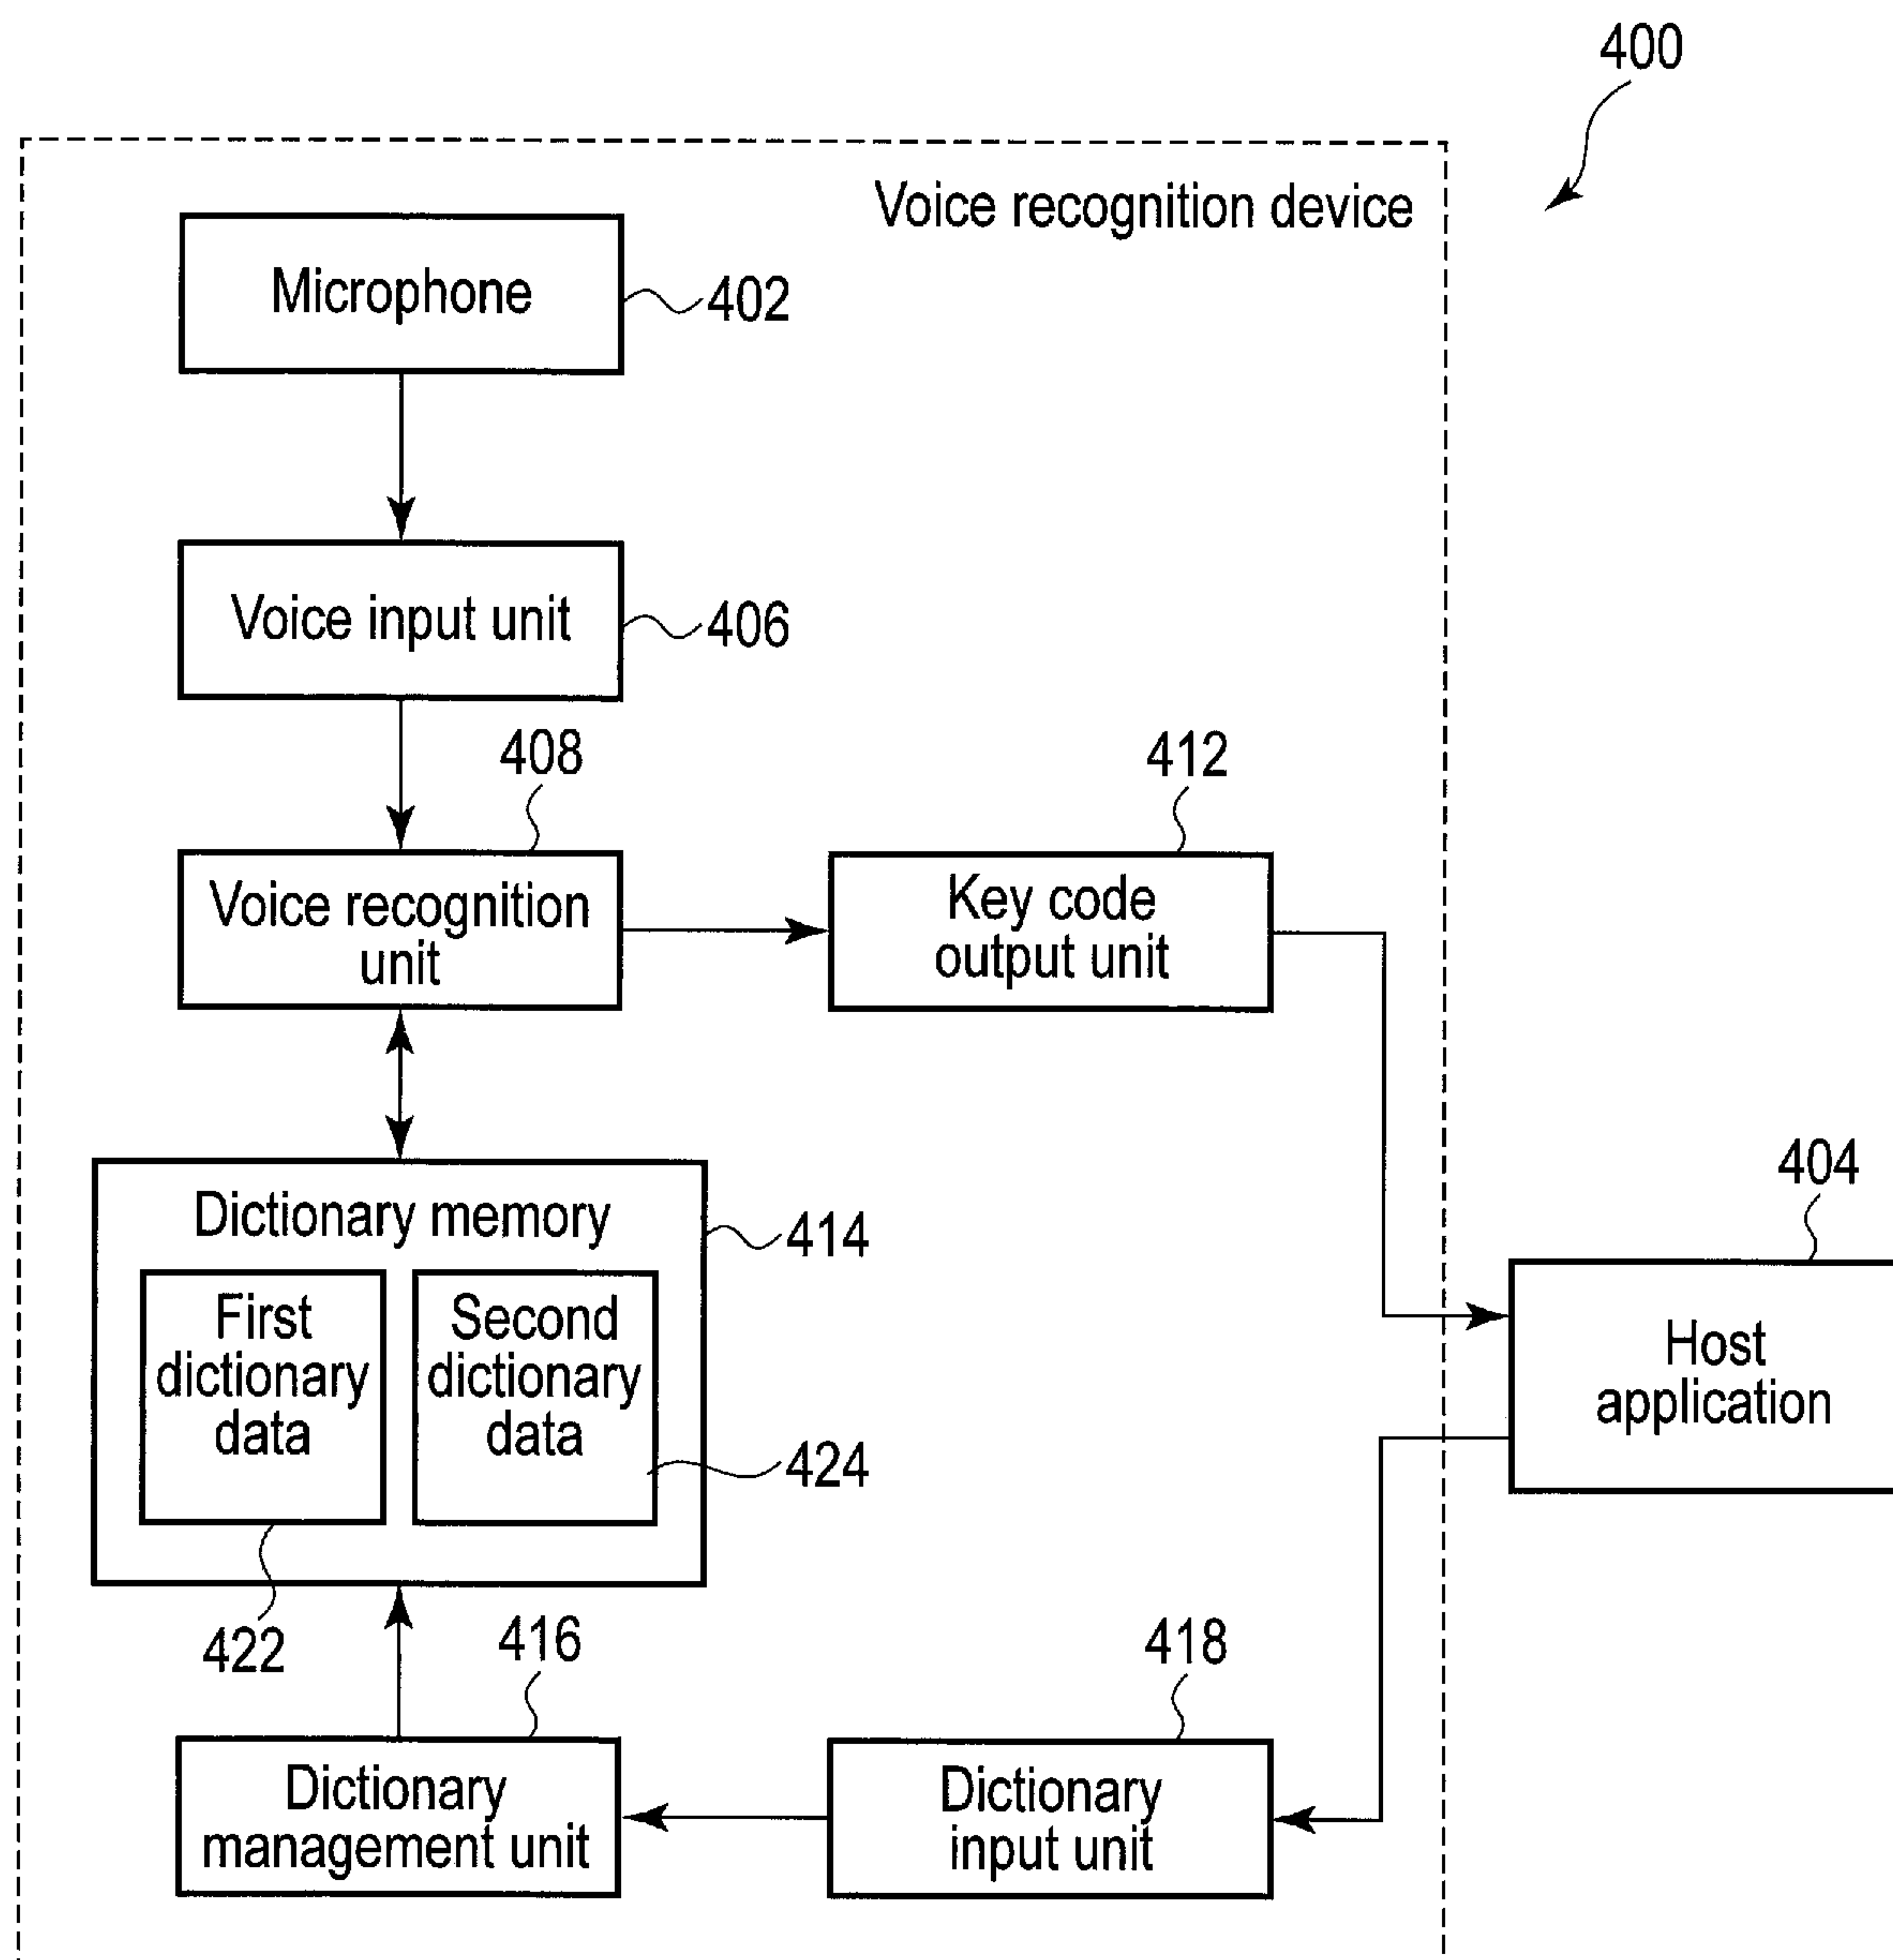 400
Voice recognition device
Microphone
402
Voice input unit
406
408
412
Voice recognition
unit
Key code
output unit
404
Dictionary memory
414
First
dictionary
data
Second
dictionary
data
424
Host
application
422
416
418
Dictionary
management unit
Dictionary
input unit